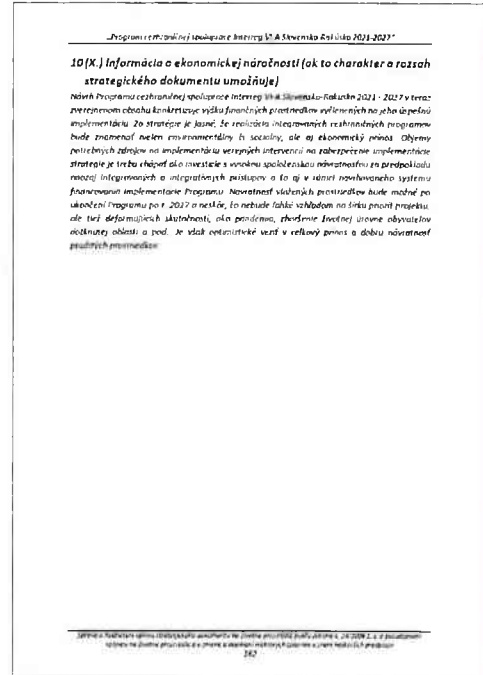 „Program cezhraničnej spolupráce Interreg VI-A Slovensko Rakúsko 2021-2027"
10 (X.) Informácia o ekonomickej náročnosti (ak to charakter a rozsah
strategického dokumentu umožňuje)
Návrh Programu cezhraničnej spolupráce Interreg VI-A Slovensko-Rakúsko 2021 - 2027 v teraz
zverejnenom obsahu konkretizuje výšku finančných prostriedkov vyčlenených na jeho úspešnú
implementáciu. Zo stratégie je jasné, že realizácia integrovaných cezhraničných programov
bude znamenať nielen environmentálny či sociálny, ale aj ekonomický prínos. Objemy
potrebných zdrojov na implementáciu verejných intervencií na zabezpečenie implementácie
stratégie je treba chápať ako investície s vysokou spoločenskou návratnosťou za predpokladu
naozaj integrovaných a integratívnych prístupov a to aj v rámci navrhovaného systému
financovania implementácie Programu. Návratnosť vložených prostriedkov bude možné po
ukončení Programu po r. 2027 a neskôr, čo nebude ľahké vzhľadom na šírku priorít projektu,
ale tiež deformujúcich skutočností, ako pandémia, zhoršenie životnej úrovne obyvateľov
dotknutej oblasti a pod. Je však optimistické veriť v celkový prínos a dobrú návratnosť
použitých prostriedkov.
162